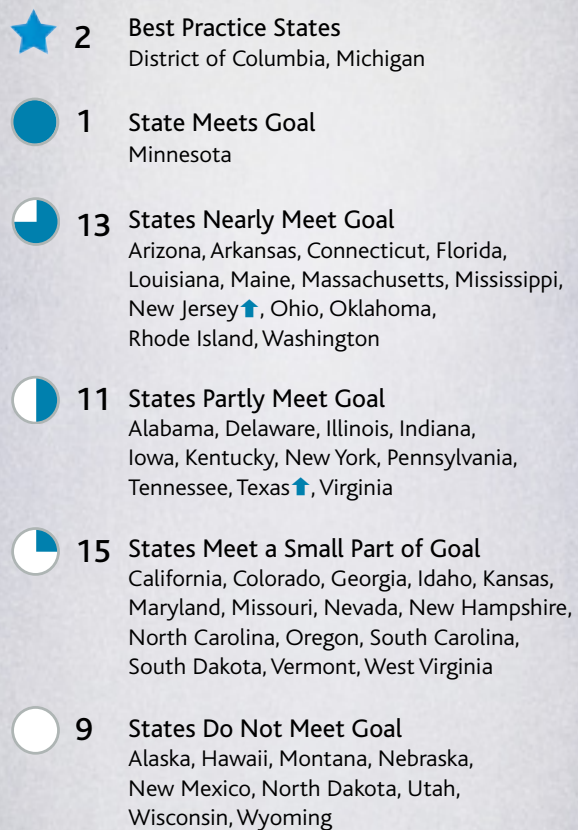 2 Best Practice States
District of Columbia, Michigan
1 State Meets Goal
Minnesota
13 States Nearly Meet Goal
Arizona, Arkansas, Connecticut, Florida,
Louisiana, Maine, Massachusetts, Mississippi,
New Jersey⬆, Ohio, Oklahoma,
Rhode Island, Washington
11 States Partly Meet Goal
Alabama, Delaware, Illinois, Indiana,
Iowa, Kentucky, New York, Pennsylvania,
Tennessee, Texas⬆, Virginia
15 States Meet a Small Part of Goal
California, Colorado, Georgia, Idaho, Kansas,
Maryland, Missouri, Nevada, New Hampshire,
North Carolina, Oregon, South Carolina,
South Dakota, Vermont, West Virginia
9 States Do Not Meet Goal
Alaska, Hawaii, Montana, Nebraska,
New Mexico, North Dakota, Utah,
Wisconsin, Wyoming